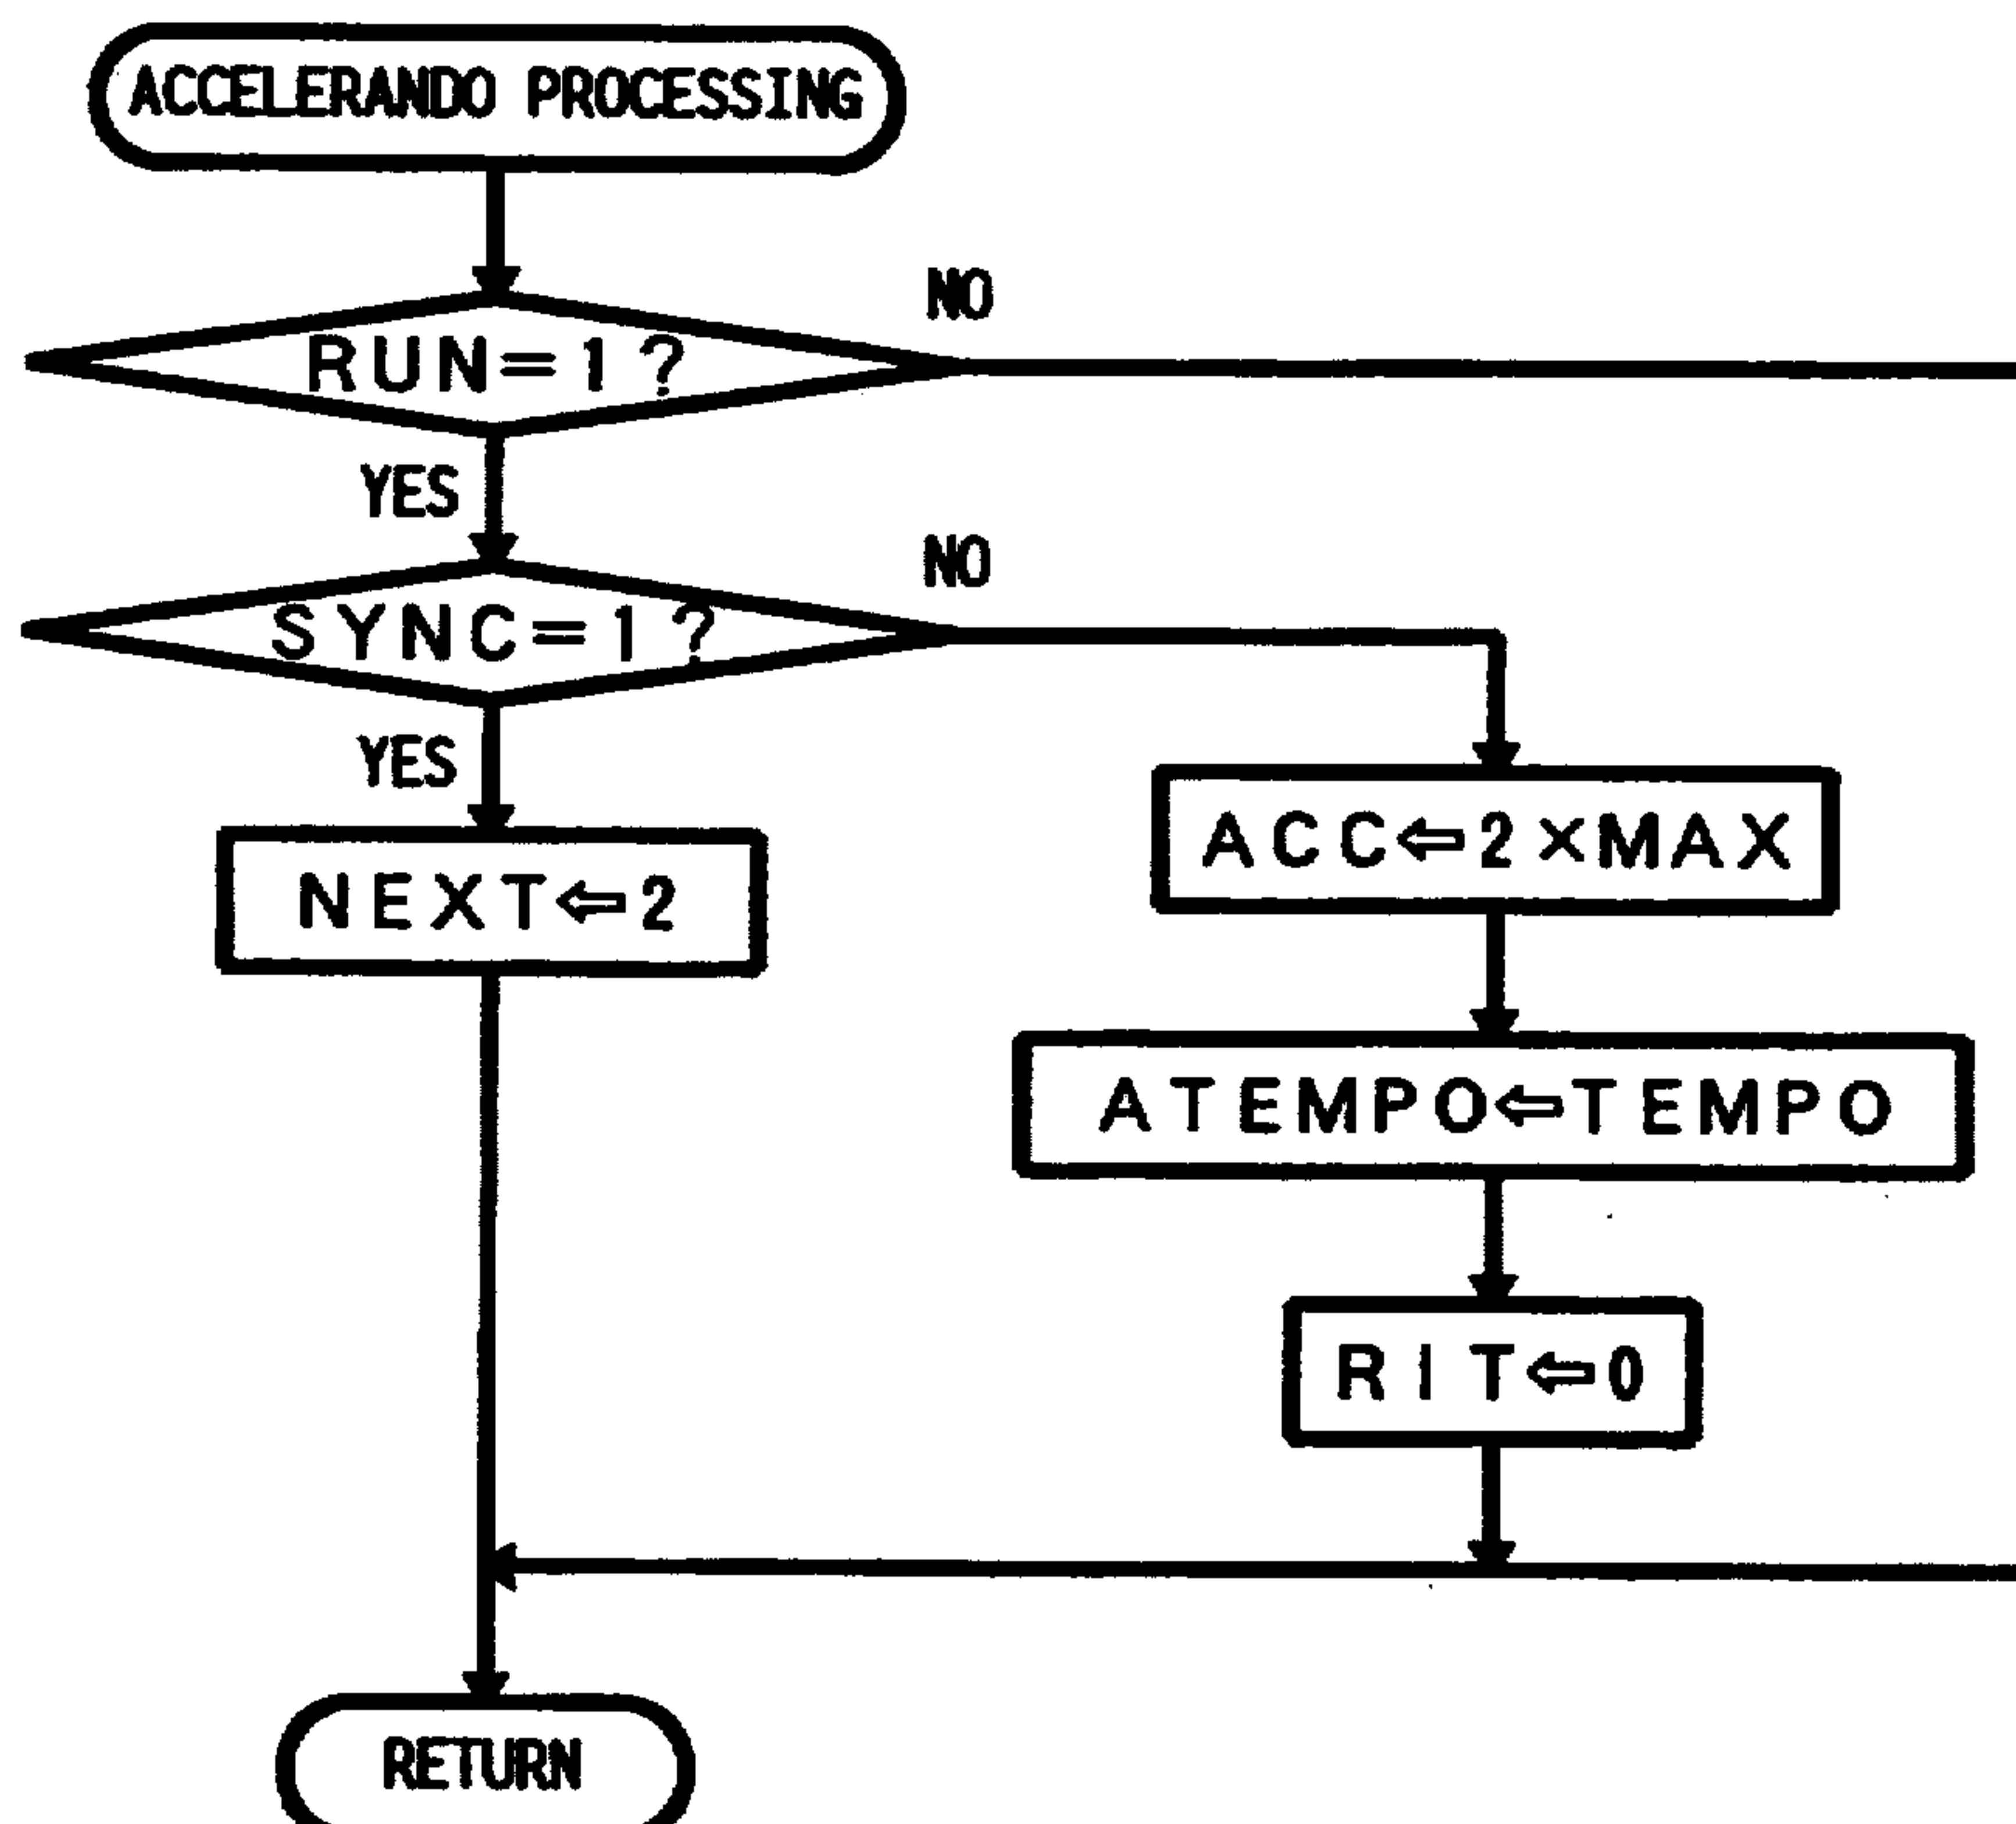 ACCELERANDO PROCESSING
NO
RUN=1?
YES
NO
SYNC=1?
YES
ACC⇐2×MAX
NEXT⇐2
ATEMPO⇐TEMPO
RIT⇐0
RETURN